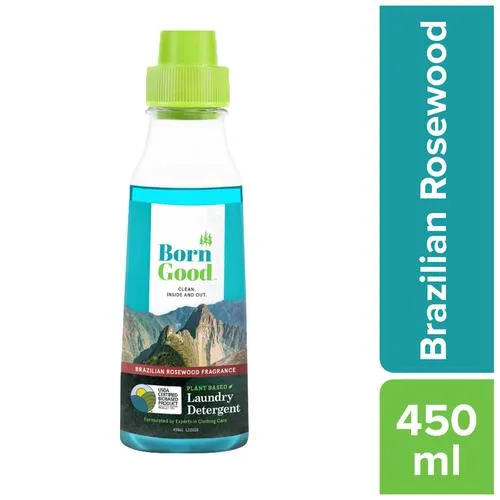 Born
Good
CLEAN.
INSIDE AND OUT.
BRAZILIAN ROSEWOOD FRAGRANCE
USDA
CERTIFIED
BIOBASED
PRODUCT
PLANT BASED
Laundry
Detergent
Formulated by Experts in Clothing Care
450ml
Brazilian Rosewood
450
ml